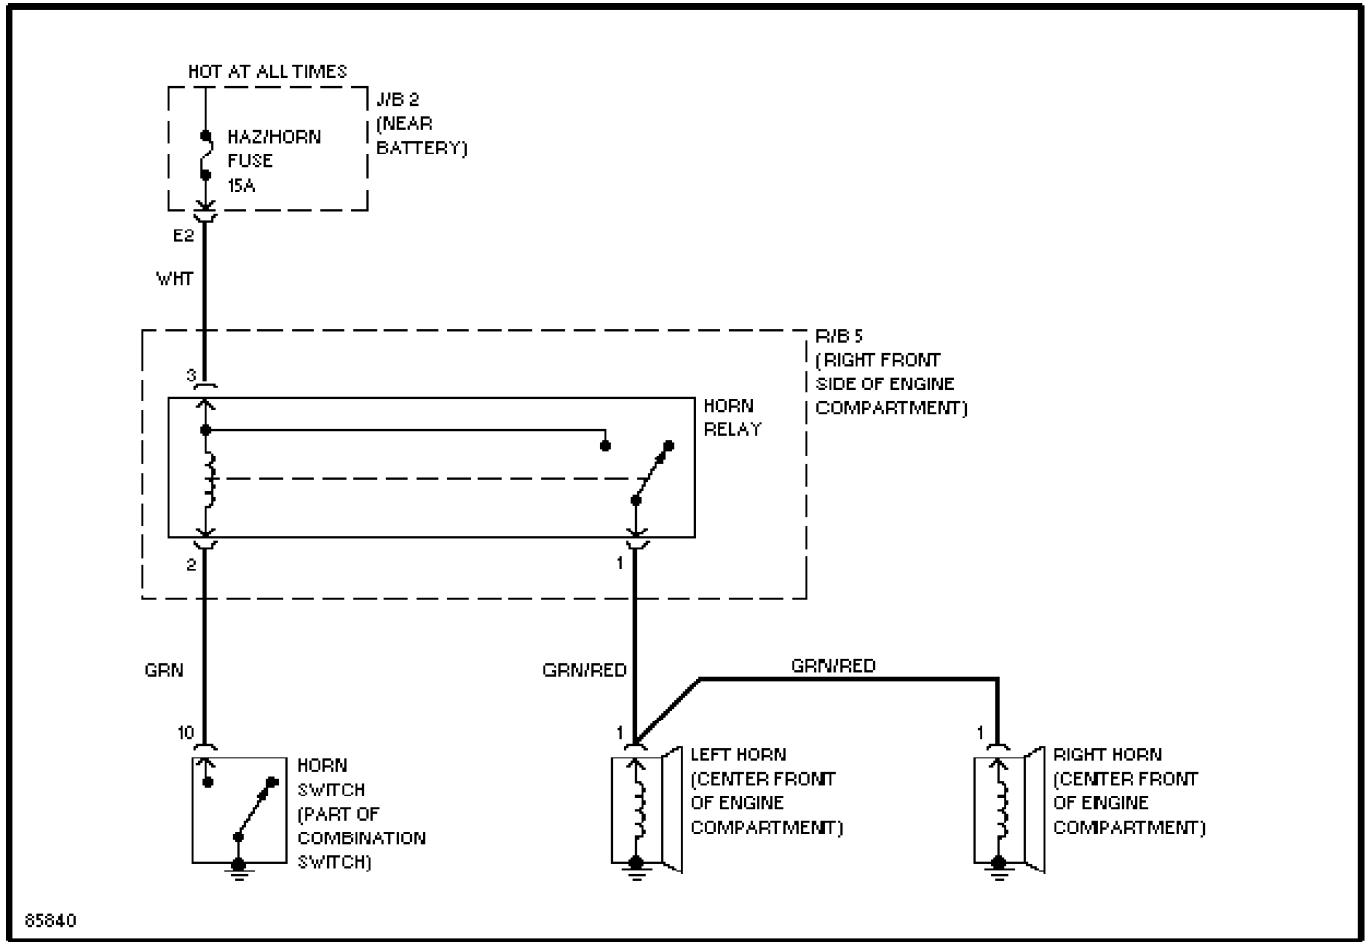 HOT AT ALL TIMES
J/B 2
(NEAR
BATTERY)
HAZ/HORN
FUSE
15A
E2
WHT
R/B 5
(RIGHT FRONT
SIDE OF ENGINE
COMPARTMENT)
3
HORN
RELAY
2
1
GRN
GRN/RED
GRN/RED
10
1
1
HORN
SWITCH
(PART OF
COMBINATION
SWITCH)
LEFT HORN
(CENTER FRONT
OF ENGINE
COMPARTMENT)
RIGHT HORN
(CENTER FRONT
OF ENGINE
COMPARTMENT)
85840